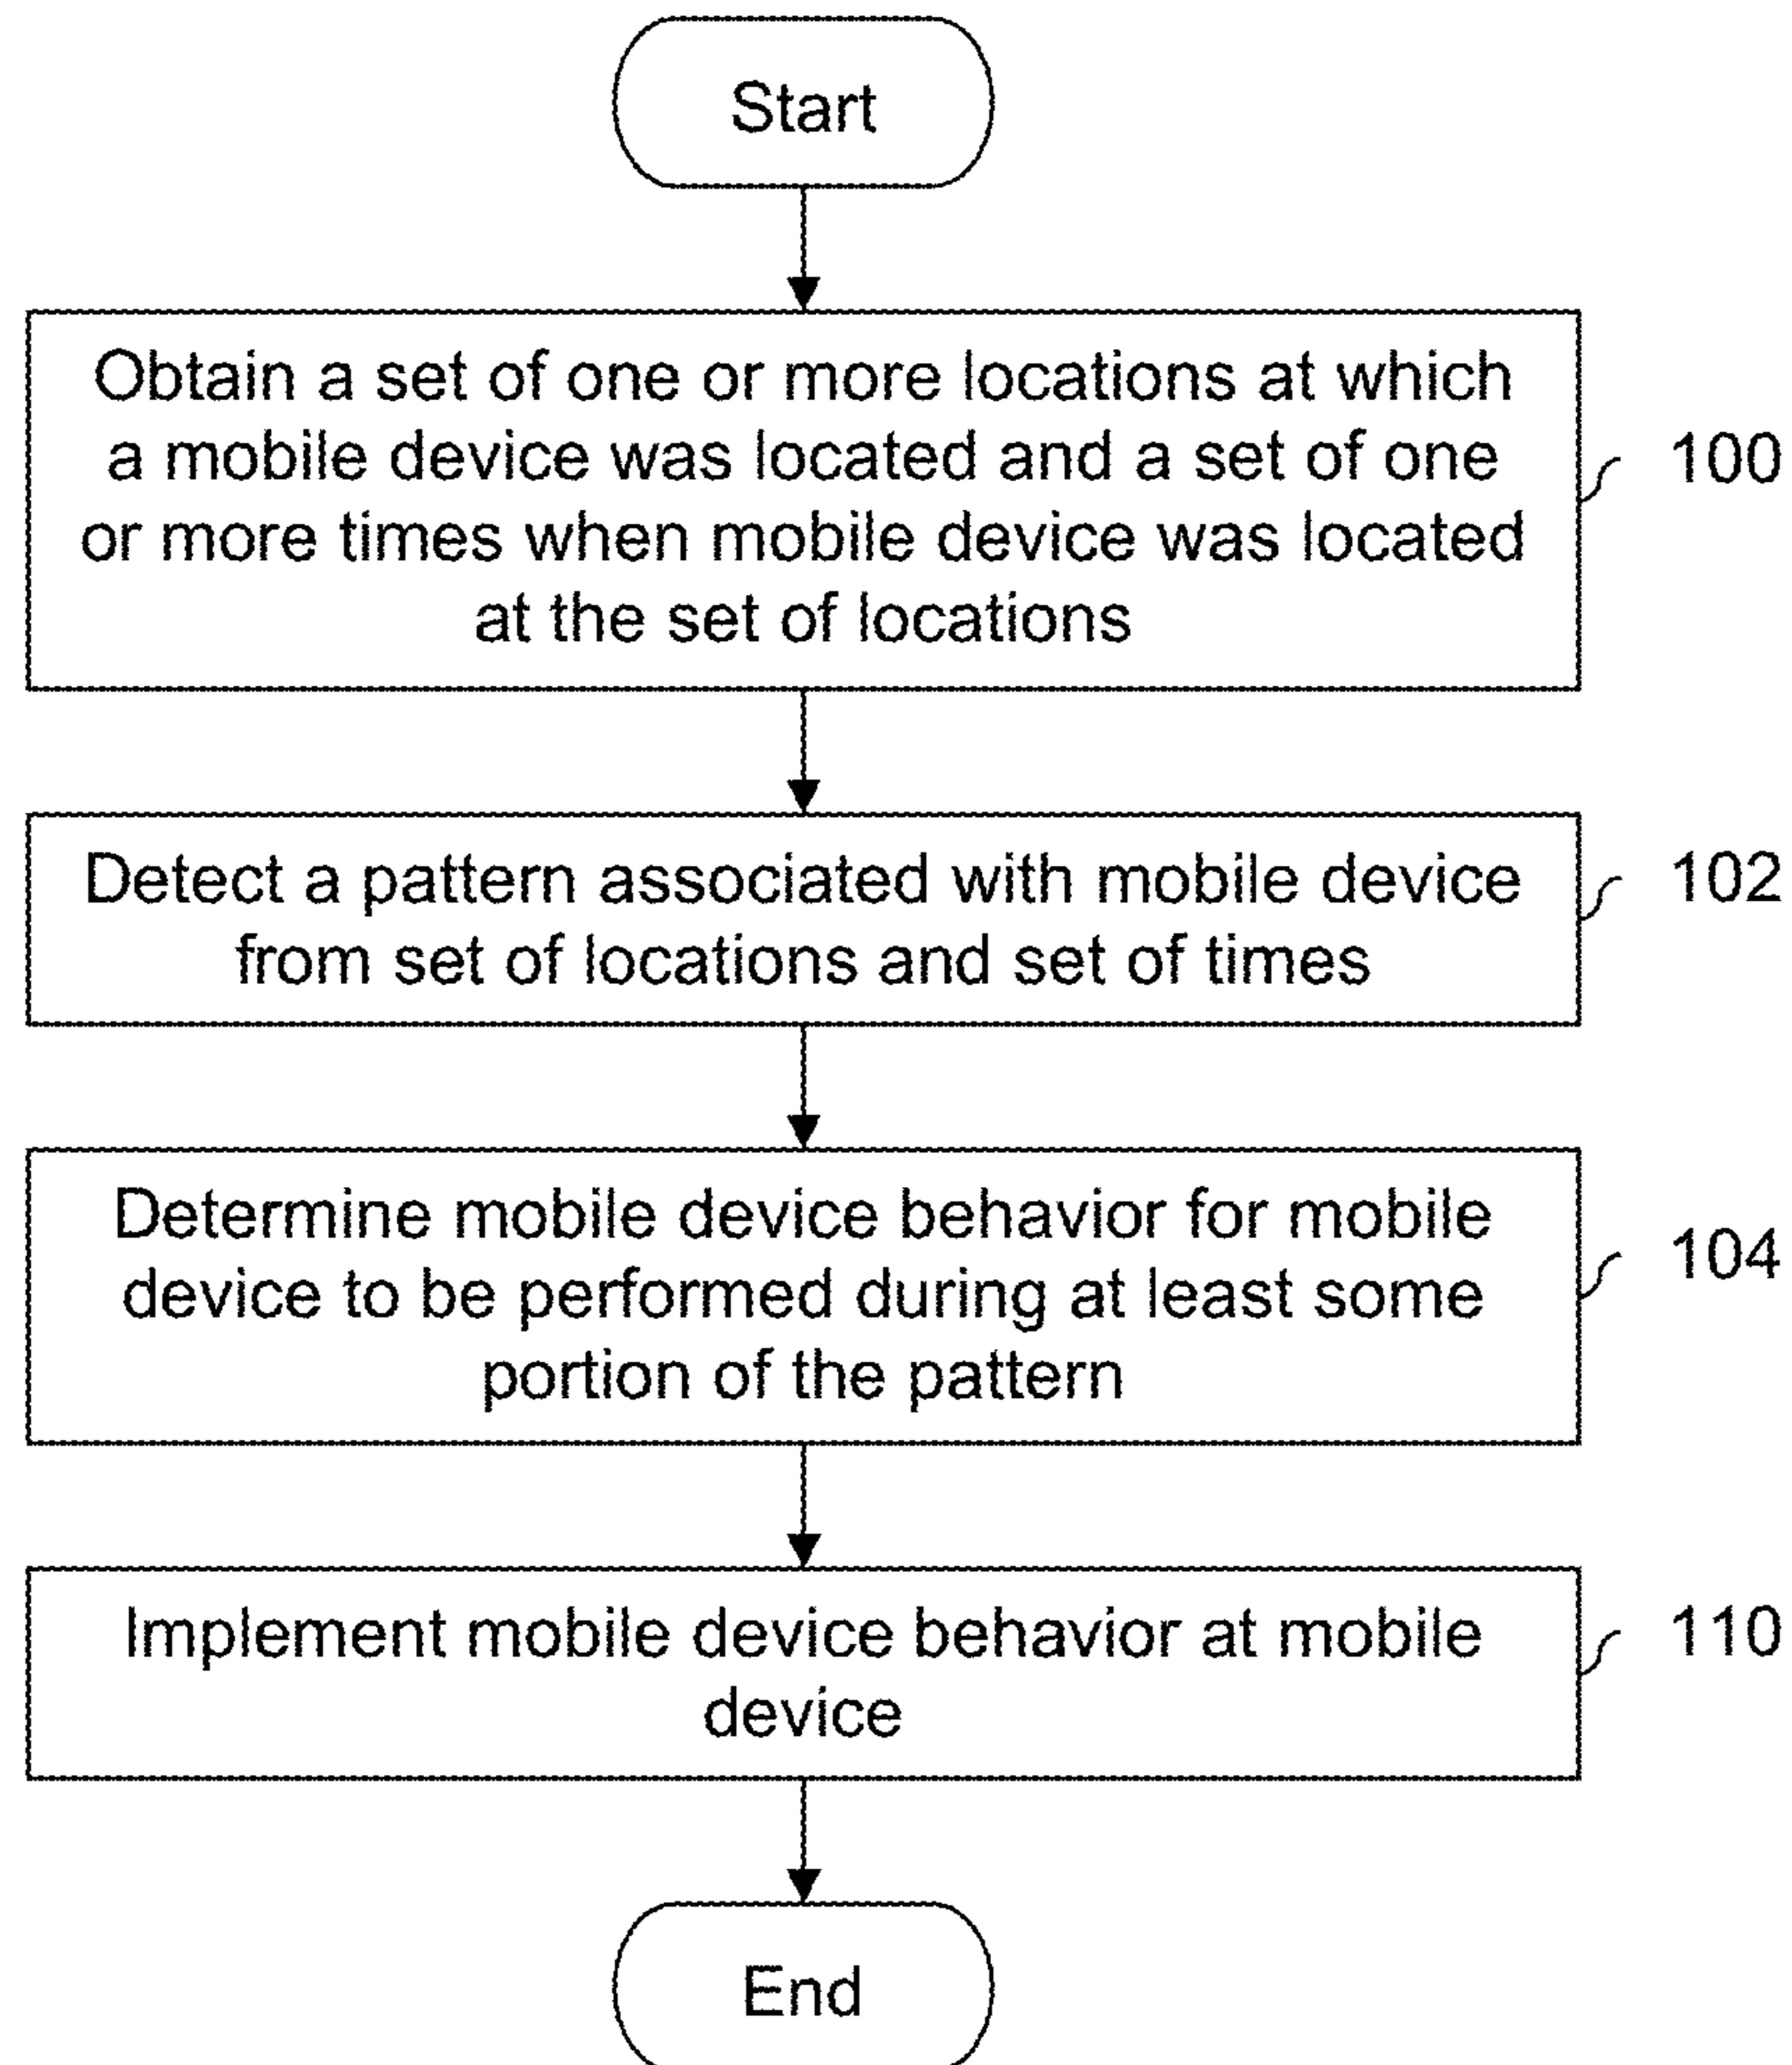 Start
Obtain a set of one or more locations at which
a mobile device was located and a set of one
or more times when mobile device was located
at the set of locations
100
Detect a pattern associated with mobile device
from set of locations and set of times
102
Determine mobile device behavior for mobile
device to be performed during at least some
portion of the pattern
104
Implement mobile device behavior at mobile
device
110
End